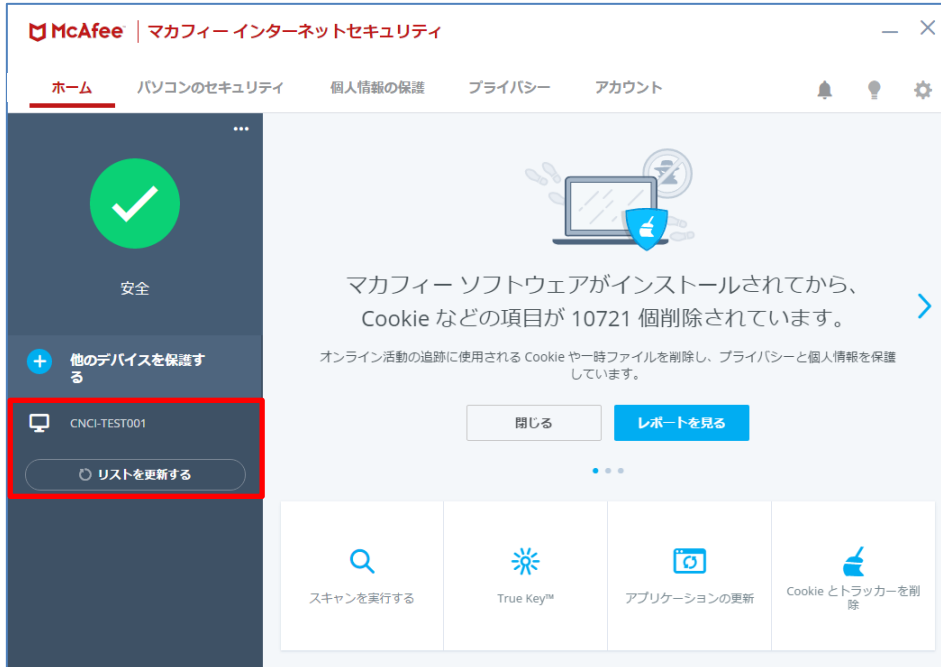 McAfee | マカフィー インターネットセキュリティ
ホーム パソコンのセキュリティ 個人情報の保護 プライバシー アカウント
安全
他のデバイスを保護す
る
CNCI-TEST001
リストを更新する
マカフィー ソフトウェアがインストールされてから、
Cookie などの項目が 10721 個削除されています。
オンライン活動の追跡に使用される Cookie や一時ファイルを削除し、プライバシーと個人情報を保護
しています。
閉じる レポートを見る
スキャンを実行する
True Key™
アプリケーションの更新
Cookie とトラッカーを削
除